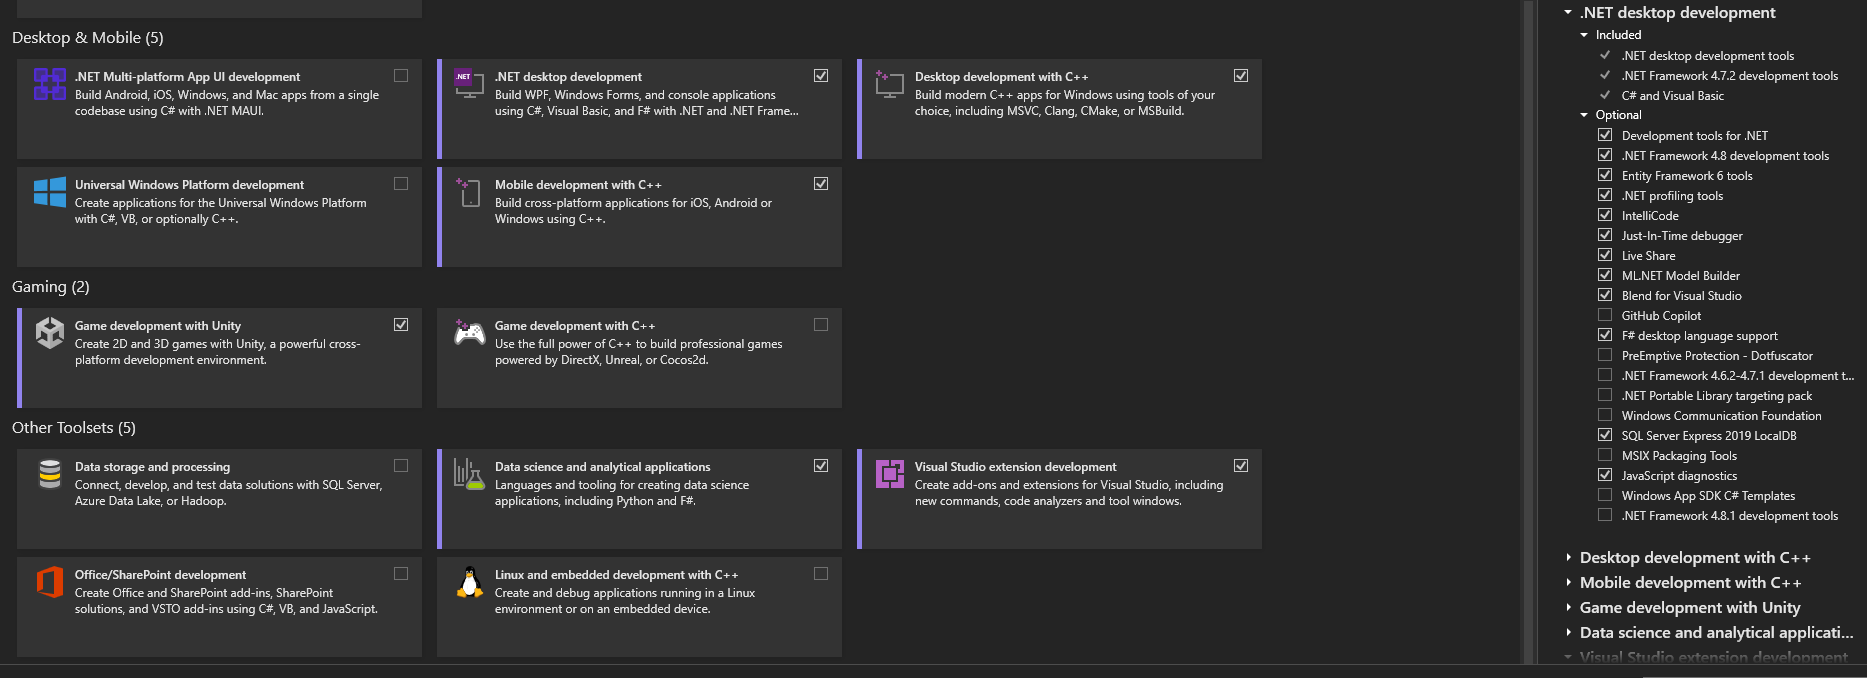 Desktop & Mobile (5)
.NET Multi-platform App UI development
Build Android, iOS, Windows, and Mac apps from a single
codebase using C# with .NET MAUI.
.NET
.NET desktop development
Build WPF, Windows Forms, and console applications
using C#, Visual Basic, and F# with .NET and .NET Frame...
Desktop development with C++
Build modern C++ apps for Windows using tools of your
choice, including MSVC, Clang, CMake, or MSBuild.
Universal Windows Platform development
Create applications for the Universal Windows Platform
with C#, VB, or optionally C++.
Mobile development with C++
Build cross-platform applications for iOS, Android or
Windows using C++.
Gaming (2)
Game development with Unity
Create 2D and 3D games with Unity, a powerful cross-
platform development environment.
Game development with C++
Use the full power of C++ to build professional games
powered by DirectX, Unreal, or Cocos2d.
Other Toolsets (5)
Data storage and processing
Connect, develop, and test data solutions with SQL Server,
Azure Data Lake, or Hadoop.
Data science and analytical applications
Languages and tooling for creating data science
applications, including Python and F#.
Visual Studio extension development
Create add-ons and extensions for Visual Studio, including
new commands, code analyzers and tool windows.
Office/SharePoint development
Create Office and SharePoint add-ins, SharePoint
solutions, and VSTO add-ins using C#, VB, and JavaScript.
Linux and embedded development with C++
Create and debug applications running in a Linux
environment or on an embedded device.
.NET desktop development
Included
.NET desktop development tools
.NET Framework 4.7.2 development tools
C# and Visual Basic
Optional
Development tools for .NET
.NET Framework 4.8 development tools
Entity Framework 6 tools
.NET profiling tools
IntelliCode
Just-In-Time debugger
Live Share
ML.NET Model Builder
Blend for Visual Studio
GitHub Copilot
F# desktop language support
PreEmptive Protection - Dotfuscator
.NET Framework 4.6.2-4.7.1 development t...
.NET Portable Library targeting pack
Windows Communication Foundation
SQL Server Express 2019 LocalDB
MSIX Packaging Tools
JavaScript diagnostics
Windows App SDK C# Templates
.NET Framework 4.8.1 development tools
Desktop development with C++
Mobile development with C++
Game development with Unity
Data science and analytical applicati...
Visual Studio extension development